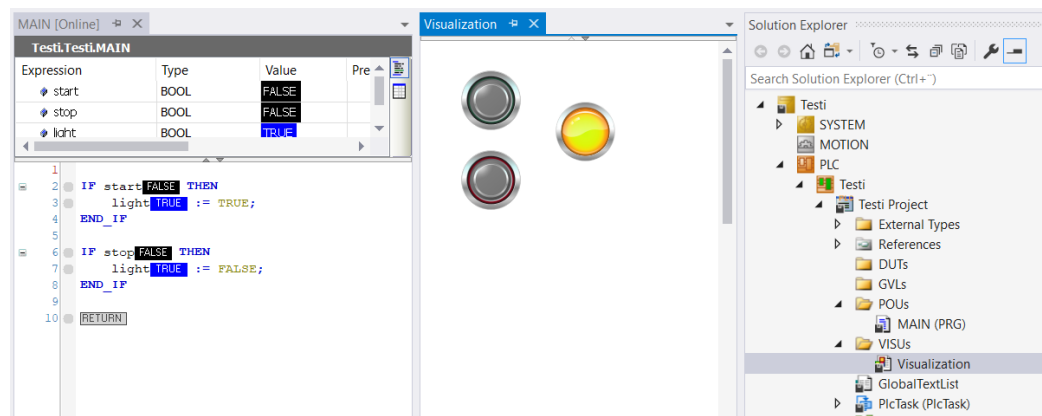 MAIN [Online]
Testi.Testi.MAIN
Expression Type Value Pre
start BOOL FALSE
stop BOOL FALSE
light BOOL TRUE
1
2 IF start FALSE THEN
3 light TRUE := TRUE;
4 END_IF
5
6 IF stop FALSE THEN
7 light TRUE := FALSE;
8 END_IF
9
10 RETURN
Visualization
Solution Explorer
Search Solution Explorer (Ctrl+¨)
Testi
SYSTEM
MOTION
PLC
Testi
Testi Project
External Types
References
DUTs
GVLs
POUs
MAIN (PRG)
VISUs
Visualization
GlobalTextList
PlcTask (PlcTask)